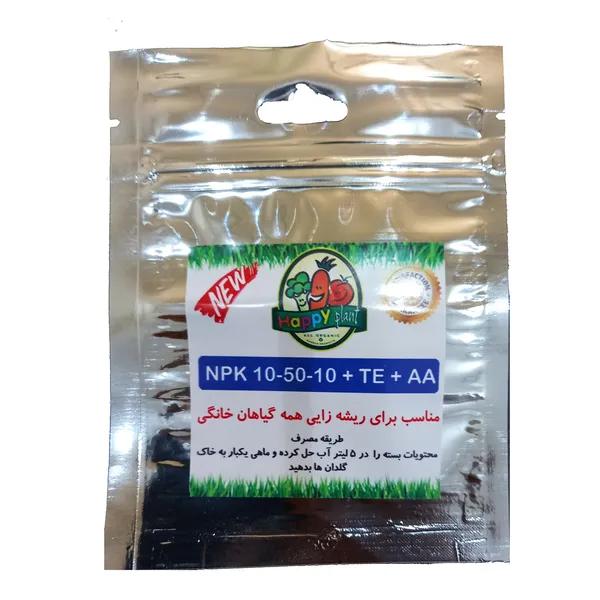 NEW
Happy plant
NPK 10-50-10 + TE + AA
مناسب برای ریشه زایی همه گیاهان خانگی
طریقه مصرف
محتویات بسته را در ۵ لیتر آب حل کرده و ماهی یکبار به خاک
گلدان ها بدهید